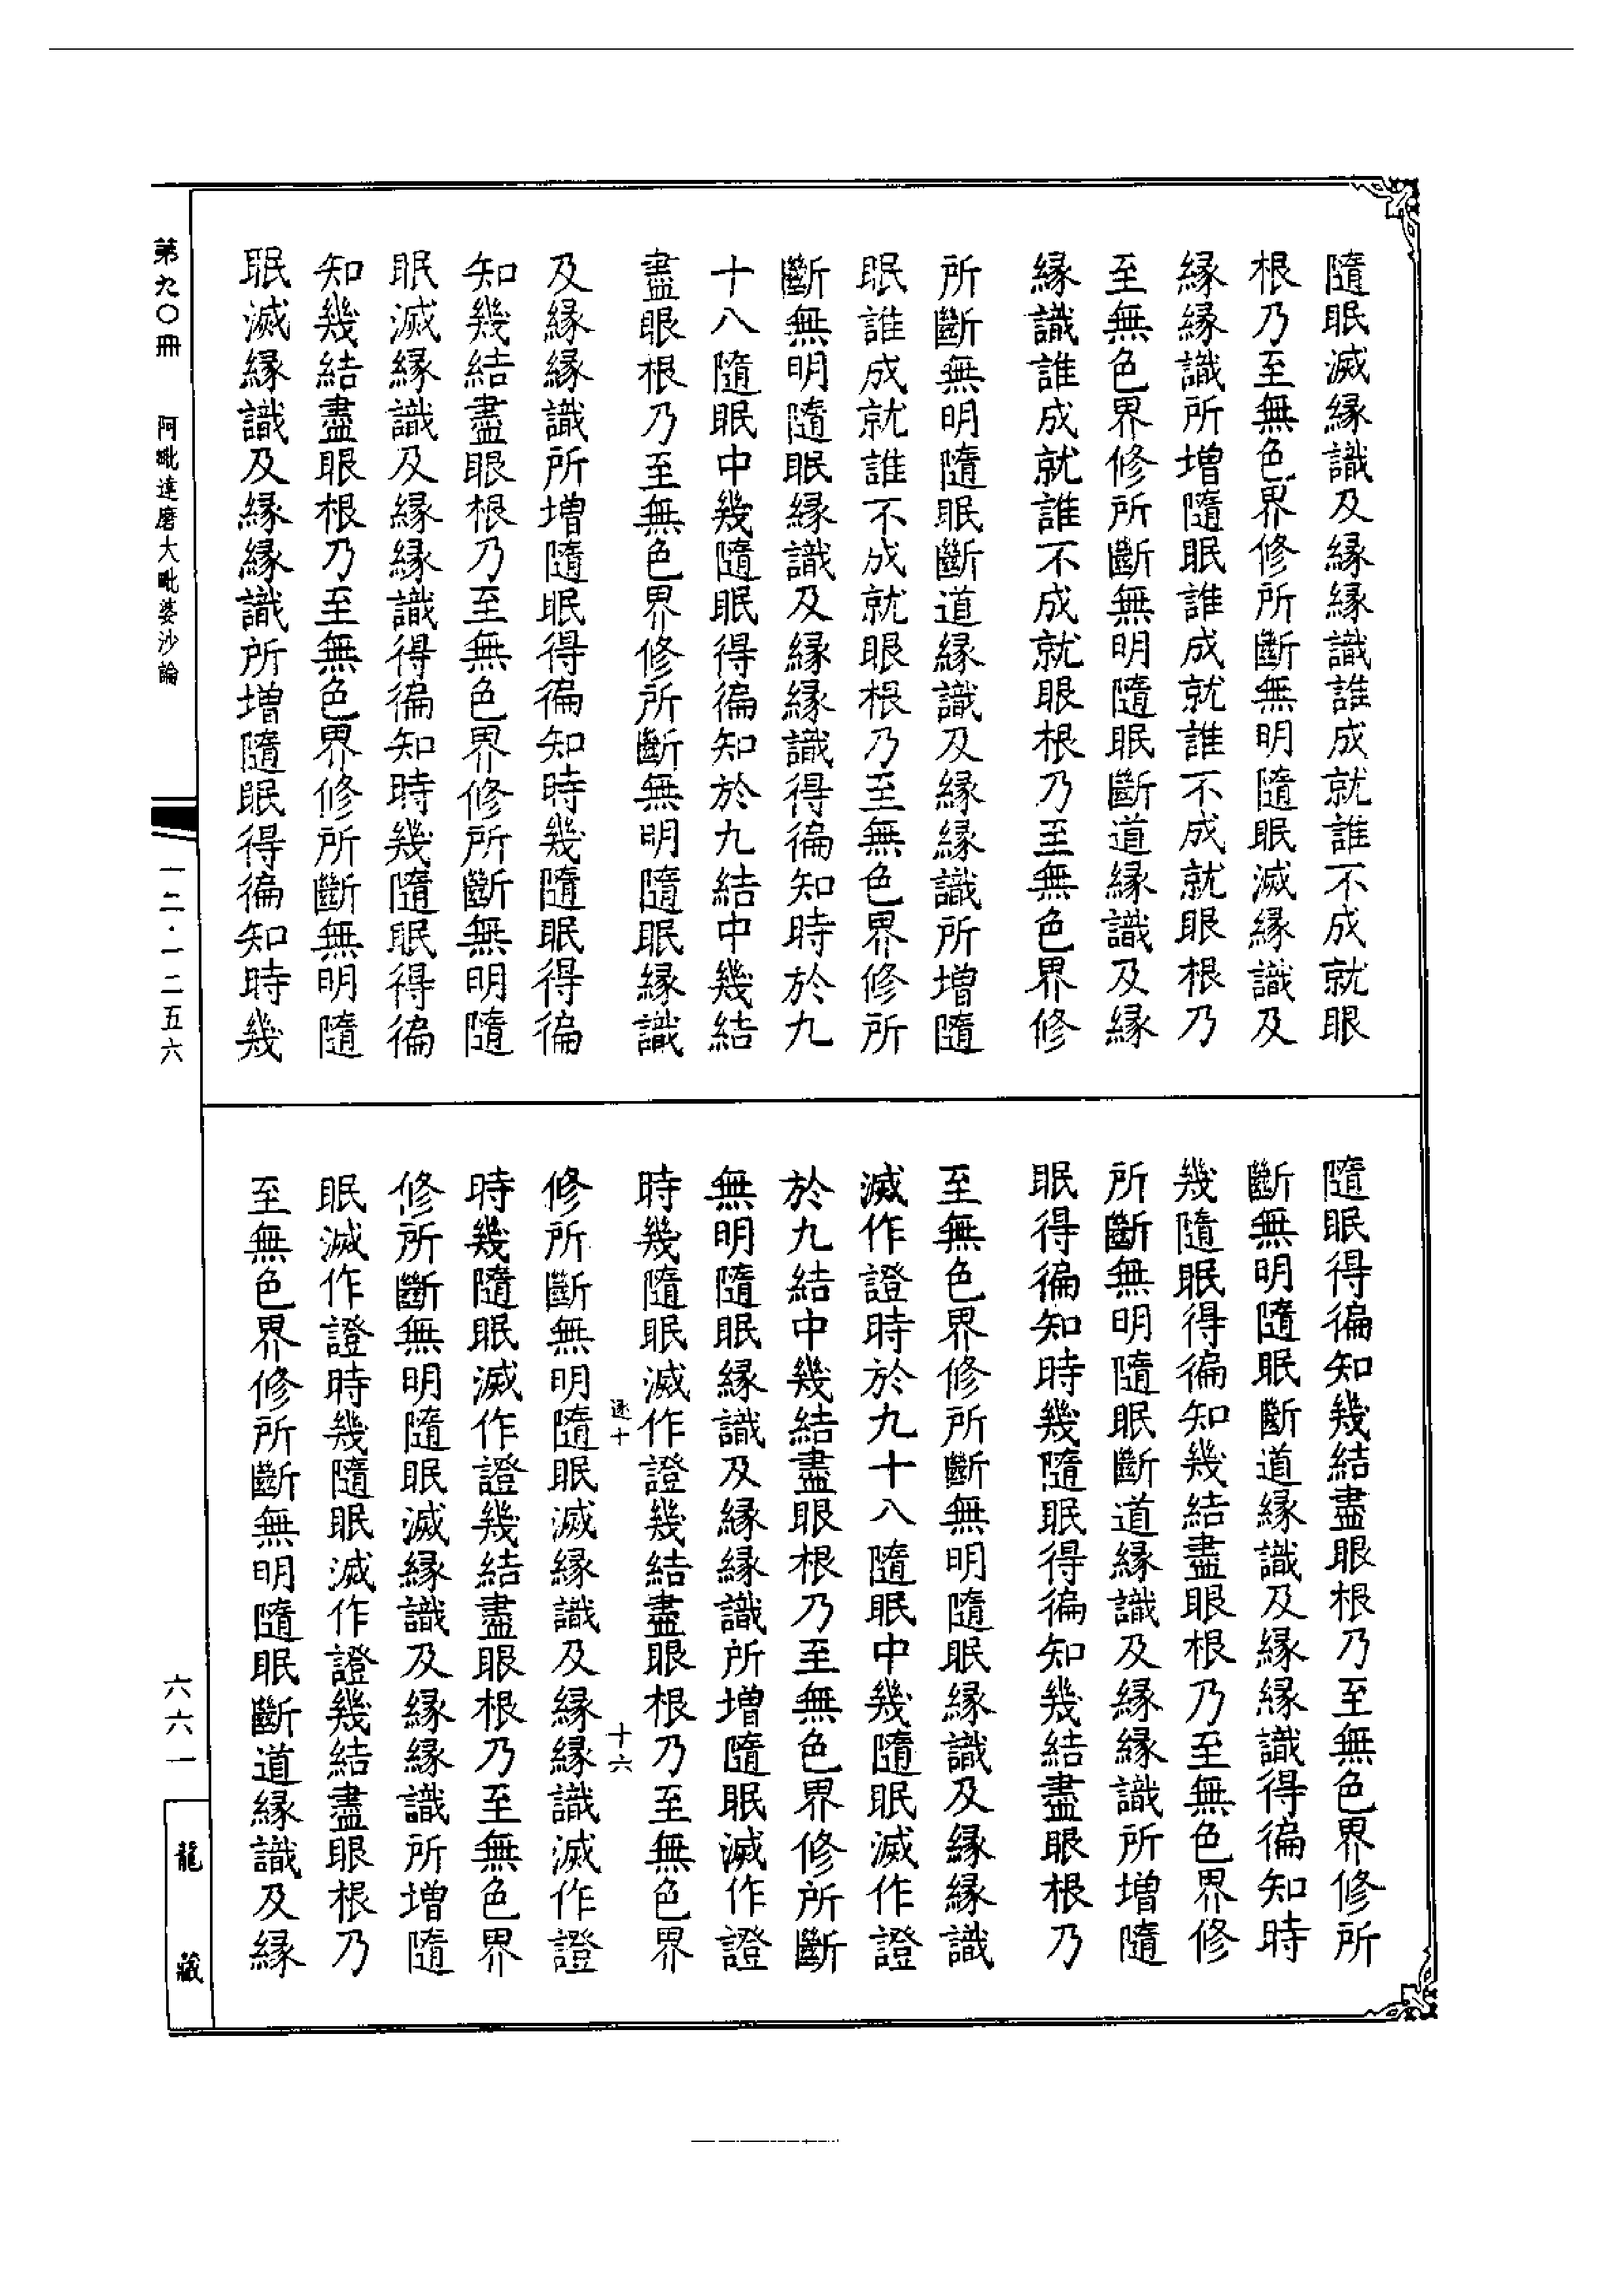 隨眠滅緣識及緣緣識誰成就誰不成就眼
根乃至無色界修所斷無明隨眠滅緣識及
緣緣識所增隨眠誰成就誰不成就眼根乃
至無色界修所斷無明隨眠斷道緣識及緣
緣識誰成就誰不成就眼根乃至無色界修
所斷無明隨眠斷道緣識及緣緣識所增隨
眠誰成就誰不成就眼根乃至無色界修所
斷無明隨眠緣識及緣緣識得徧知時於九
十八隨眠中幾隨眠得徧知於九結中幾結
盡眼根乃至無色界修所斷無明隨眠緣識
及緣緣識所增隨眠得徧知時幾隨眠得徧
知幾結盡眼根乃至無色界修所斷無明隨
眠滅緣識及緣緣識得徧知時幾隨眠得徧
知幾結盡眼根乃至無色界修所斷無明隨
眠滅緣識及緣緣識所增隨眠得徧知時幾
隨眠得徧知幾結盡眼根乃至無色界修所
斷無明隨眠斷道緣識及緣緣識得徧知時
幾隨眠得徧知幾結盡眼根乃至無色界修
所斷無明隨眠斷道緣識及緣緣識所增隨
眠得徧知時幾隨眠得徧知幾結盡眼根乃
至無色界修所斷無明隨眠緣識及緣緣識
滅作證時於九十八隨眠中幾隨眠滅作證
於九結中幾結盡眼根乃至無色界修所斷
無明隨眠緣識及緣緣識所增隨眠滅作證
時幾隨眠滅作證幾結盡眼根乃至無色界
逐十 十六
修所斷無明隨眠滅緣識及緣緣識滅作證
時幾隨眠滅作證幾結盡眼根乃至無色界
修所斷無明隨眠滅緣識及緣緣識所增隨
眠滅作證時幾隨眠滅作證幾結盡眼根乃
至無色界修所斷無明隨眠斷道緣識及緣
第九〇冊 阿毗達磨大毗婆沙論
一二·一二五六
六六一
龍藏